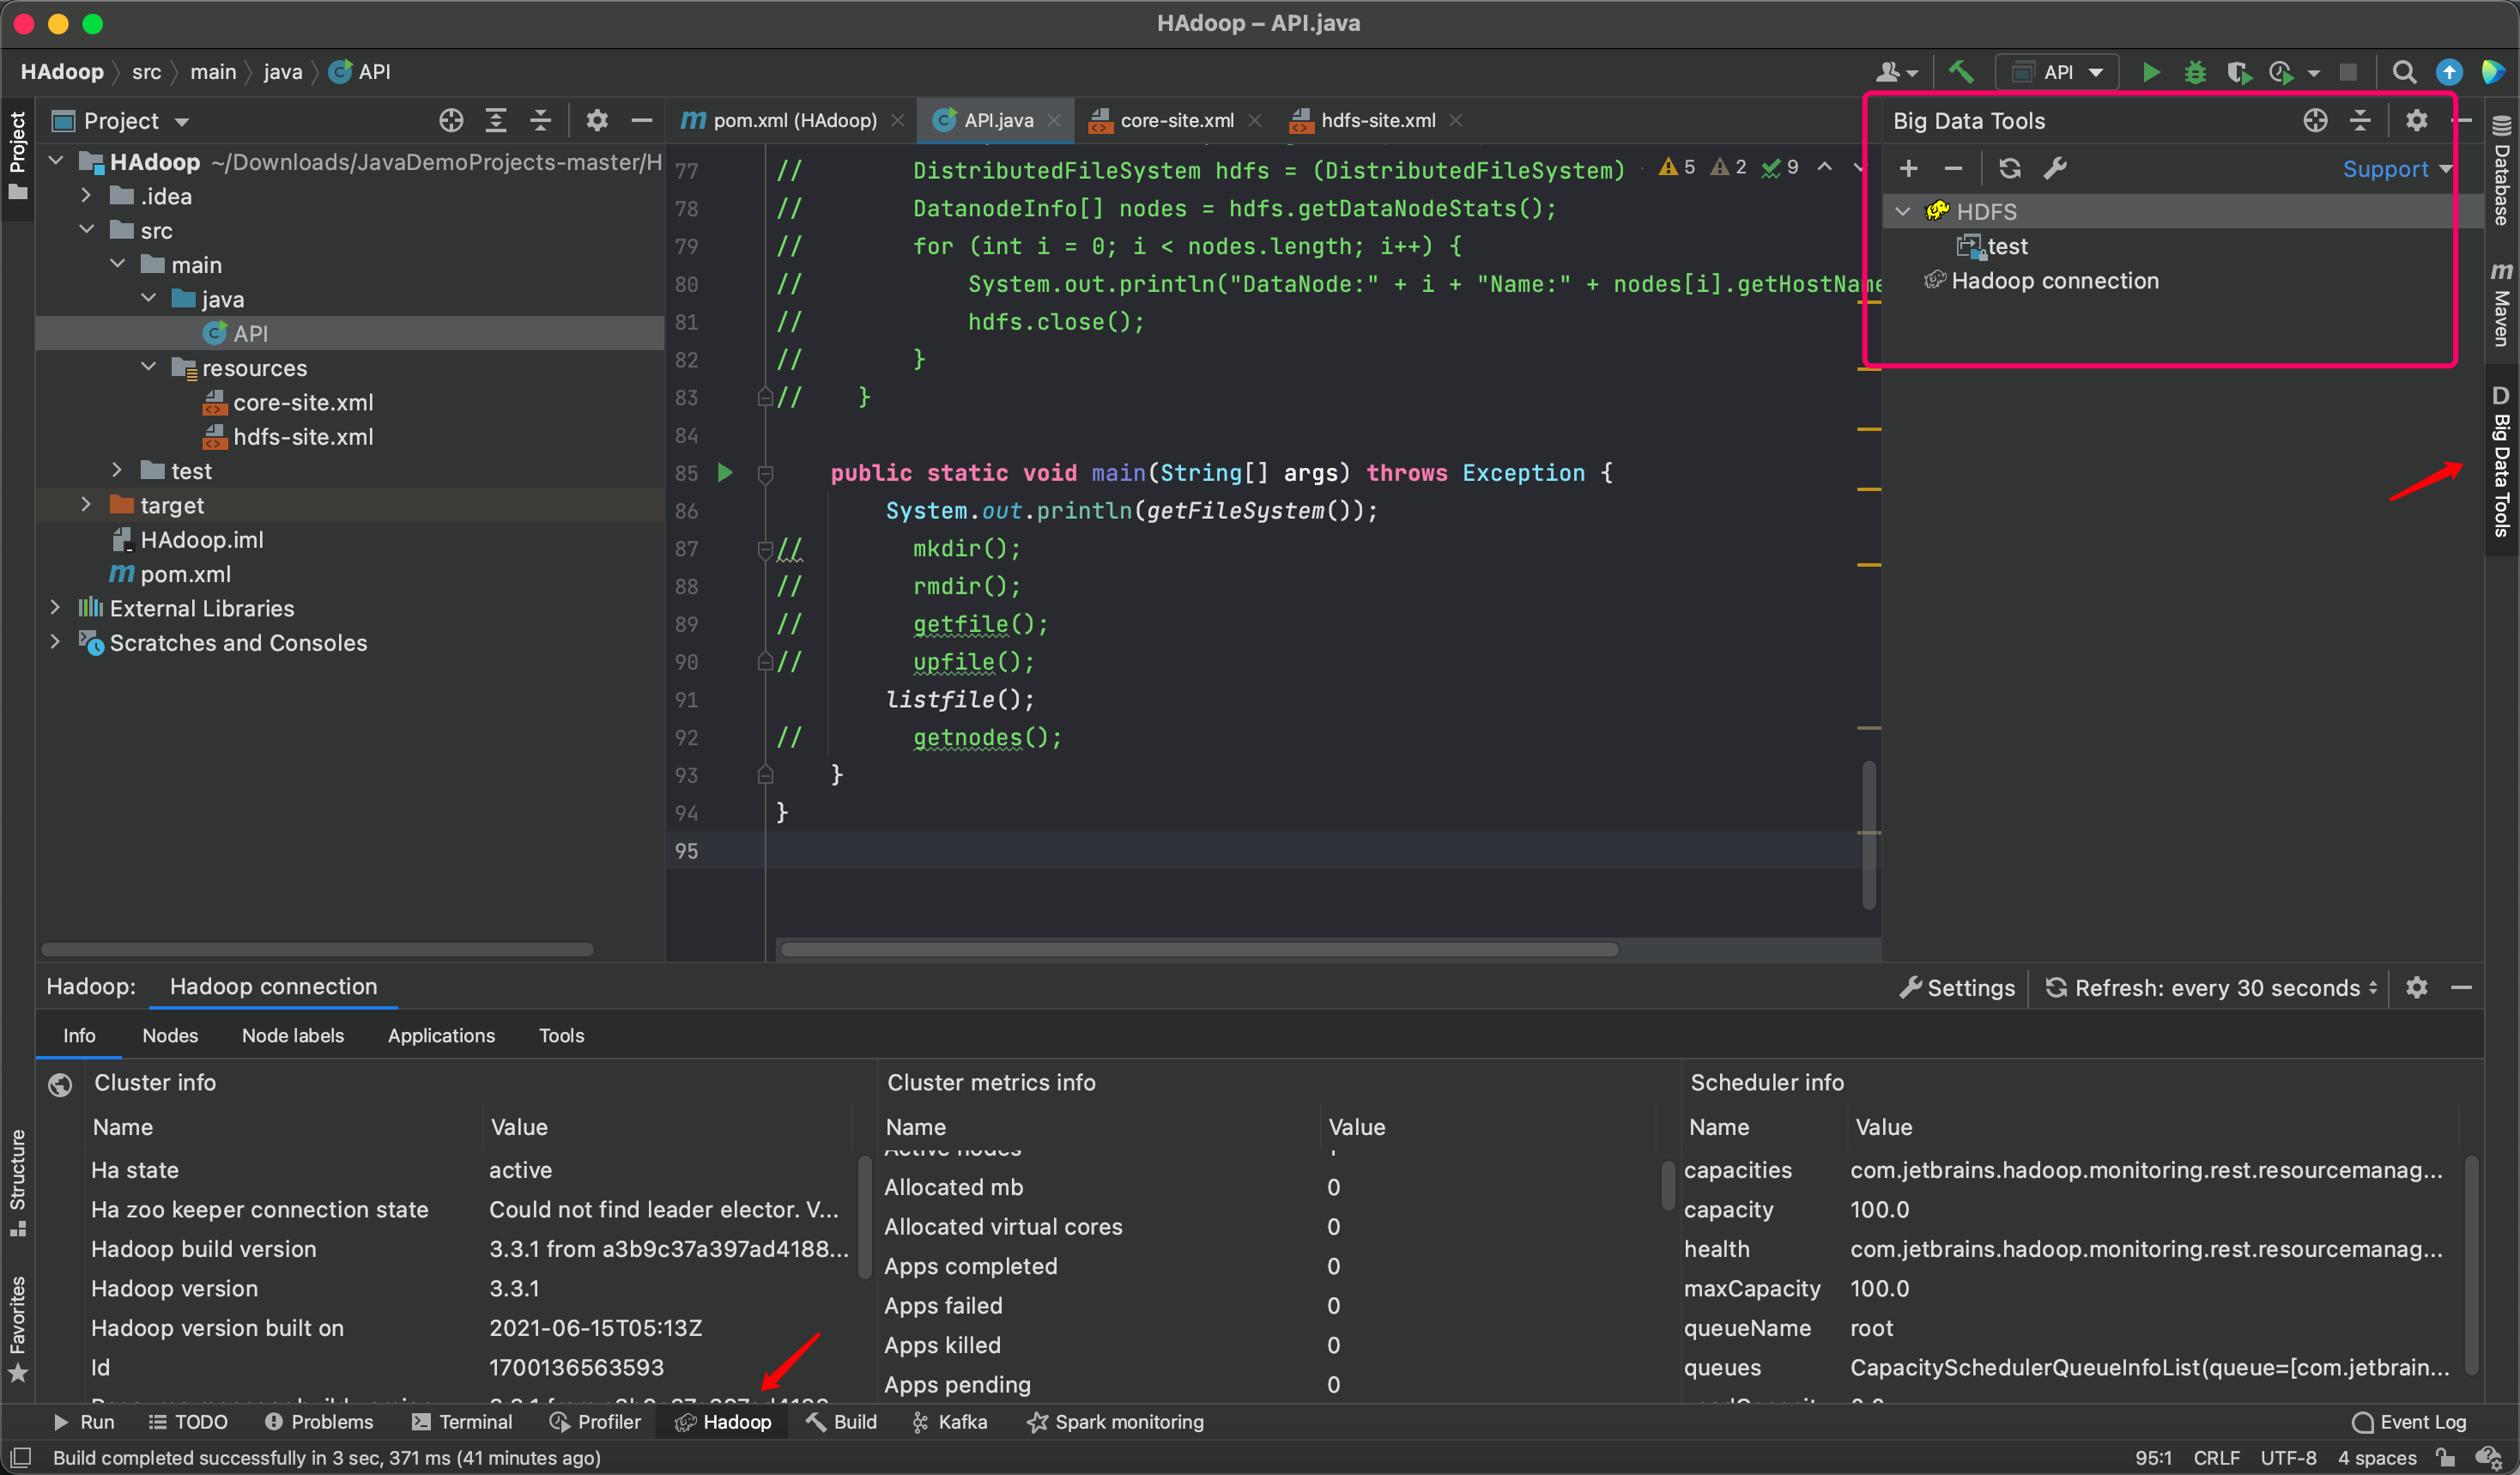 HAdoop – API.java
HAdoop src main java API
API
Project
Project
pom.xml (HAdoop)
API.java
core-site.xml
hdfs-site.xml
Big Data Tools
Support
HDFS
test
Hadoop connection
Database
Maven
D Big Data Tools
HAdoop ~/Downloads/JavaDemoProjects-master/H
.idea
src
main
java
API
resources
core-site.xml
hdfs-site.xml
test
target
HAdoop.iml
pom.xml
External Libraries
Scratches and Consoles
5 2 9
77 // DistributedFileSystem hdfs = (DistributedFileSystem)
78 // DatanodeInfo[] nodes = hdfs.getDataNodeStats();
79 // for (int i = 0; i < nodes.length; i++) {
80 // System.out.println("DataNode:" + i + "Name:" + nodes[i].getHostName
81 // hdfs.close();
82 // }
83 // }
84
85 public static void main(String[] args) throws Exception {
86 System.out.println(getFileSystem());
87 // mkdir();
88 // rmdir();
89 // getfile();
90 // upfile();
91 listfile();
92 // getnodes();
93 }
94 }
95
Hadoop: Hadoop connection
Settings
Refresh: every 30 seconds
Info Nodes Node labels Applications Tools
Cluster info
Name Value
Ha state active
Ha zoo keeper connection state Could not find leader elector. V...
Hadoop build version 3.3.1 from a3b9c37a397ad4188...
Hadoop version 3.3.1
Hadoop version built on 2021-06-15T05:13Z
Id 1700136563593
Cluster metrics info
Name Value
Active nodes
Allocated mb 0
Allocated virtual cores 0
Apps completed 0
Apps failed 0
Apps killed 0
Apps pending 0
Scheduler info
Name Value
capacities com.jetbrains.hadoop.monitoring.rest.resourcemanag...
capacity 100.0
health com.jetbrains.hadoop.monitoring.rest.resourcemanag...
maxCapacity 100.0
queueName root
queues CapacitySchedulerQueueInfoList(queue=[com.jetbrain...
Structure
Favorites
Run TODO Problems Terminal Profiler Hadoop Build Kafka Spark monitoring
Event Log
Build completed successfully in 3 sec, 371 ms (41 minutes ago)
95:1 CRLF UTF-8 4 spaces